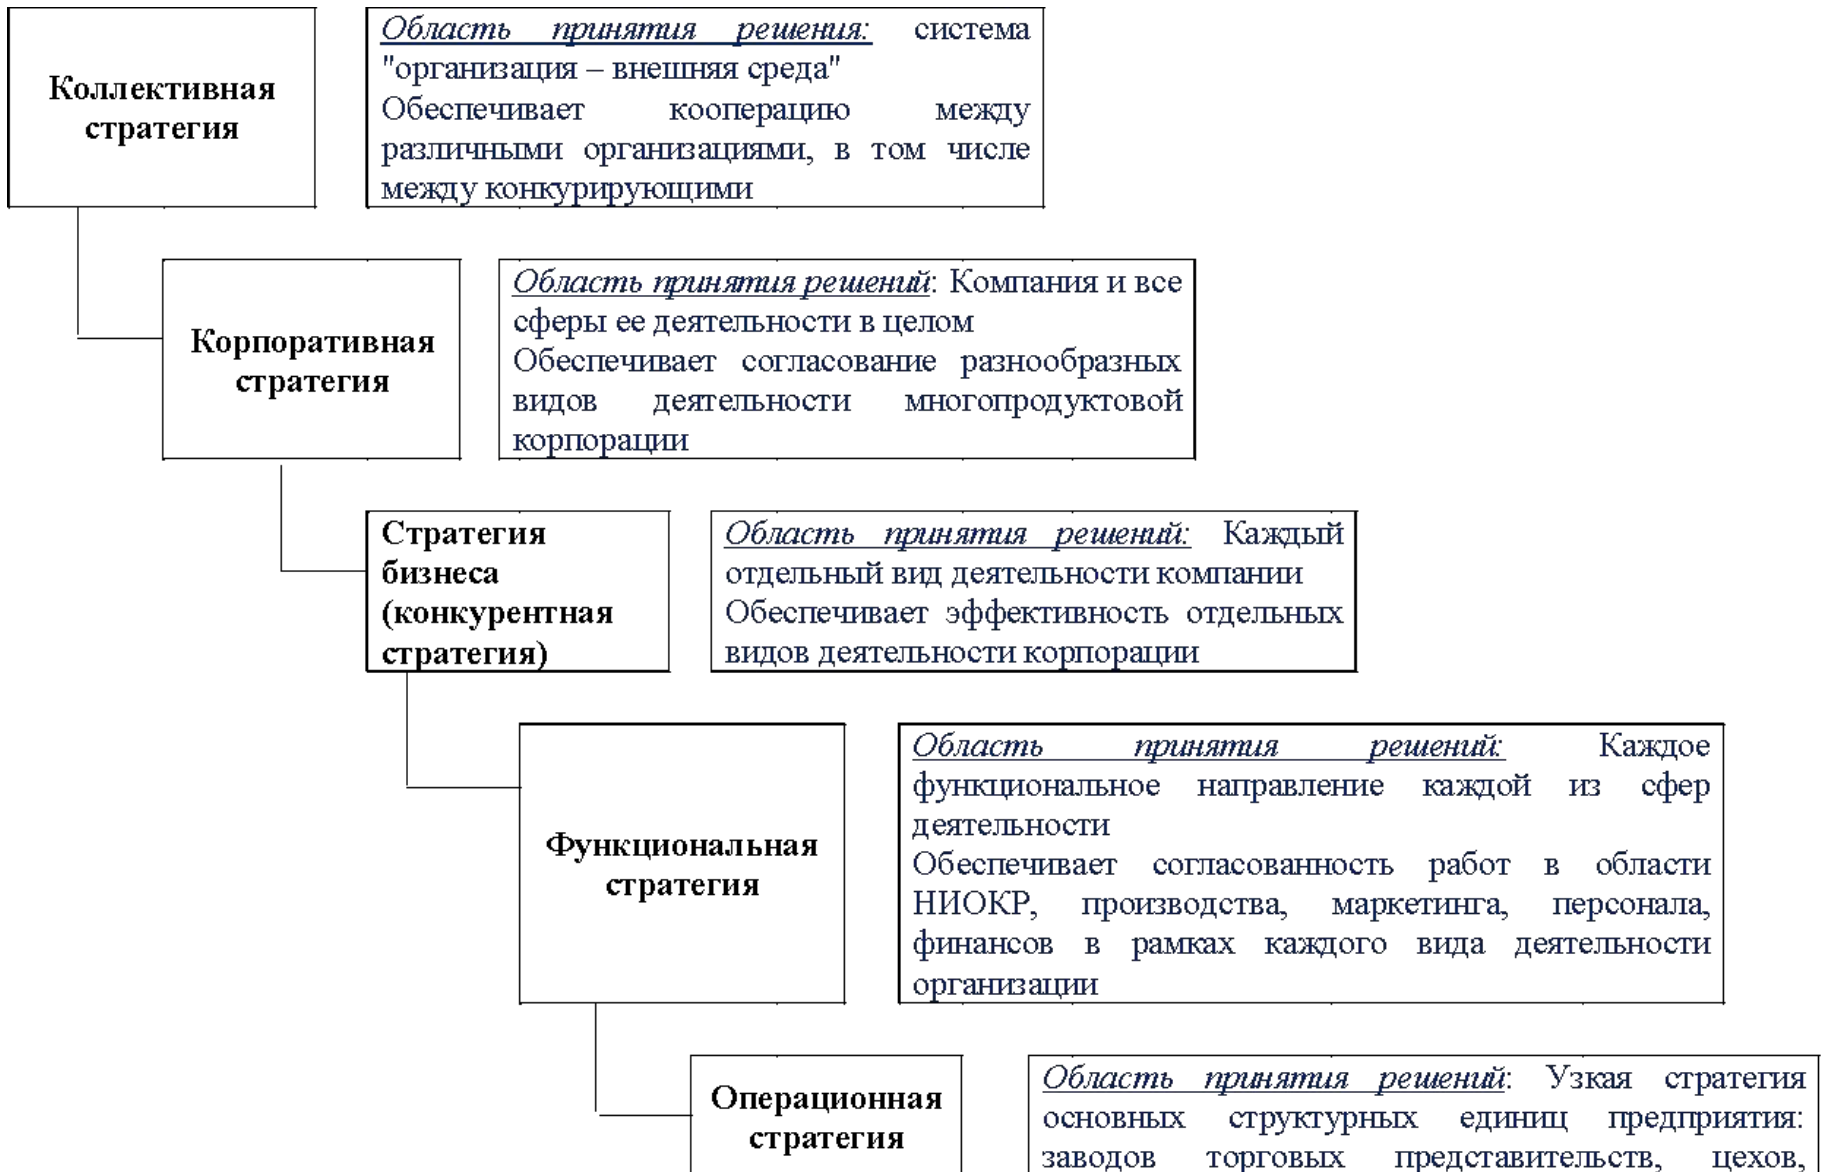 Коллективная
стратегия
Область принятия решения: система
"организация – внешняя среда"
Обеспечивает кооперацию между
различными организациями, в том числе
между конкурирующими
Корпоративная
стратегия
Область принятия решений: Компания и все
сферы ее деятельности в целом
Обеспечивает согласование разнообразных
видов деятельности многопродуктовой
корпорации
Стратегия
бизнеса
(конкурентная
стратегия)
Область принятия решений: Каждый
отдельный вид деятельности компании
Обеспечивает эффективность отдельных
видов деятельности корпорации
Функциональная
стратегия
Область принятия решений: Каждое
функциональное направление каждой из сфер
деятельности
Обеспечивает согласованность работ в области
НИОКР, производства, маркетинга, персонала,
финансов в рамках каждого вида деятельности
организации
Операционная
стратегия
Область принятия решений: Узкая стратегия
основных структурных единиц предприятия:
заводов торговых представительств, цехов,